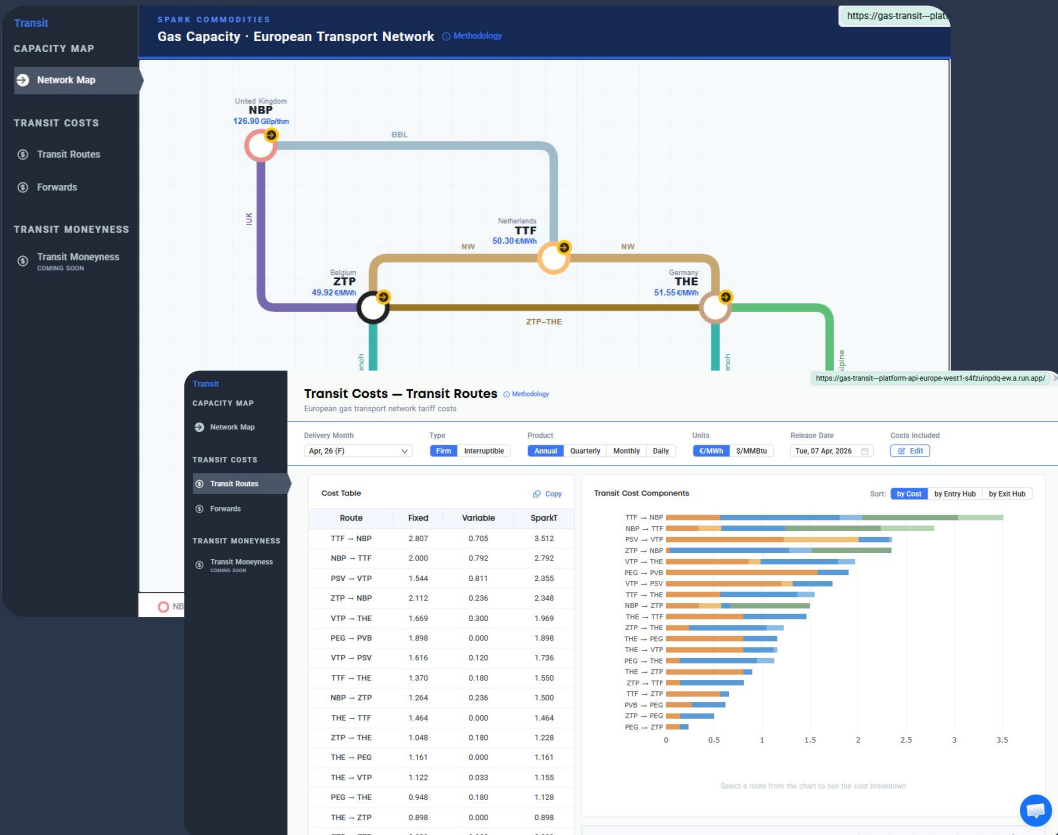 Transit
SPARK COMMODITIES
Gas Capacity · European Transport Network
Methodology
https://gas-transit---plat
CAPACITY MAP
Network Map
TRANSIT COSTS
Transit Routes
Forwards
TRANSIT MONEYNESS
Transit Moneyness
COMING SOON
United Kingdom
NBP
126.90 GBp/thm
BBL
IUK
Netherlands
TTF
50.30 €/MWh
NW
NW
Belgium
ZTP
49.92 €/MWh
Germany
THE
51.55 €/MWh
ZTP–THE
NB
Transit
CAPACITY MAP
Network Map
TRANSIT COSTS
Transit Routes
Forwards
TRANSIT MONEYNESS
Transit Moneyness
COMING SOON
https://gas-transit---platform-api-europe-west1-s4fzuinpdq-ew.a.run.app/
Transit Costs — Transit Routes
Methodology
European gas transport network tariff costs
Delivery Month
Apr, 26 (F)
Type
Firm Interruptible
Product
Annual Quarterly Monthly Daily
Units
€/MWh $/MMBtu
Release Date
Tue, 07 Apr, 2026
Costs Included
Edit
Cost Table
Copy
Route Fixed Variable SparkT
TTF → NBP 2.807 0.705 3.512
NBP → TTF 2.000 0.792 2.792
PSV → VTP 1.544 0.811 2.355
ZTP → NBP 2.112 0.236 2.348
VTP → THE 1.669 0.300 1.969
PEG → PVB 1.898 0.000 1.898
VTP → PSV 1.616 0.120 1.736
TTF → THE 1.370 0.180 1.550
NBP → ZTP 1.264 0.236 1.500
THE → TTF 1.464 0.000 1.464
ZTP → THE 1.048 0.180 1.228
THE → PEG 1.161 0.000 1.161
THE → VTP 1.122 0.033 1.155
PEG → THE 0.948 0.180 1.128
THE → ZTP 0.898 0.000 0.898
Transit Cost Components
Sort: by Cost by Entry Hub by Exit Hub
TTF → NBP
NBP → TTF
PSV → VTP
ZTP → NBP
VTP → THE
PEG → PVB
VTP → PSV
TTF → THE
NBP → ZTP
THE → TTF
ZTP → THE
THE → PEG
THE → VTP
PEG → THE
THE → ZTP
ZTP → TTF
TTF → ZTP
PVB → PEG
ZTP → PEG
PEG → ZTP
0 0.5 1 1.5 2 2.5 3 3.5
Select a route from the chart to see the cost breakdown